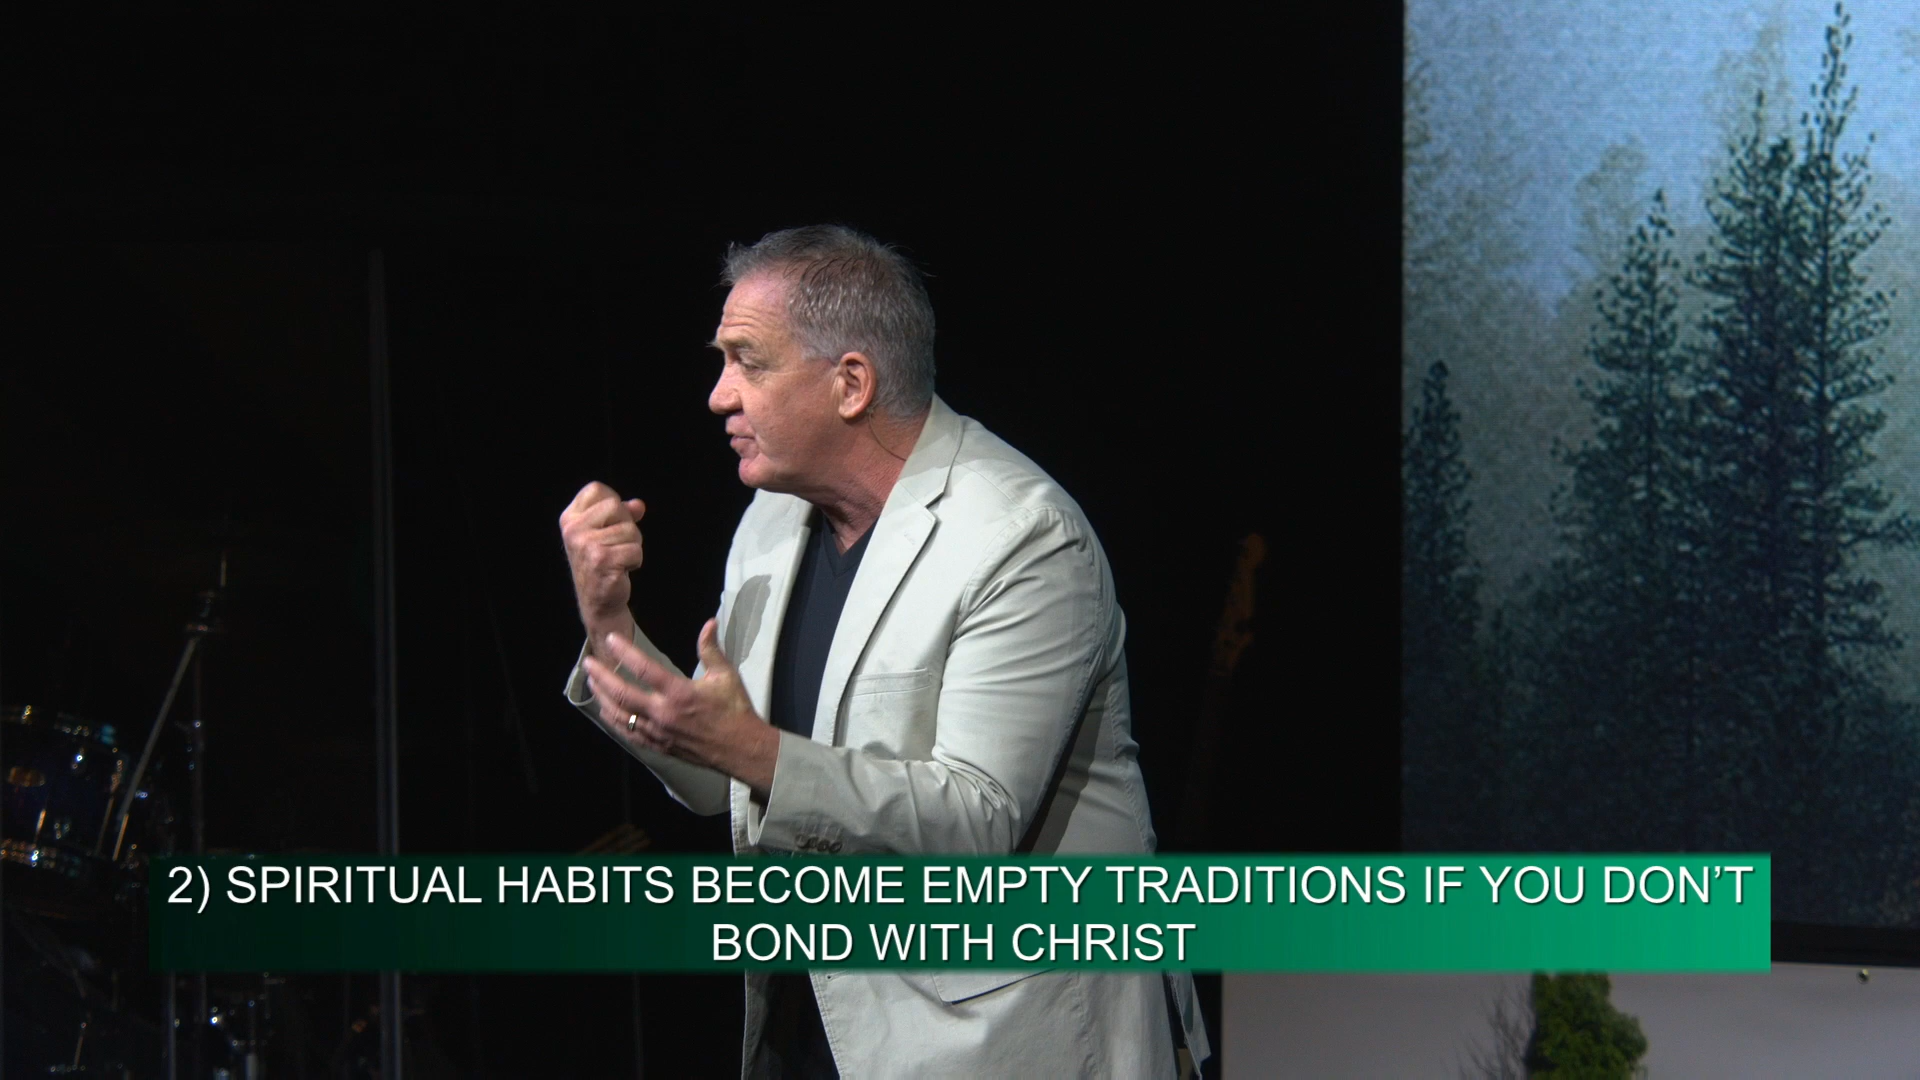 2) SPIRITUAL HABITS BECOME EMPTY TRADITIONS IF YOU DON’T
BOND WITH CHRIST